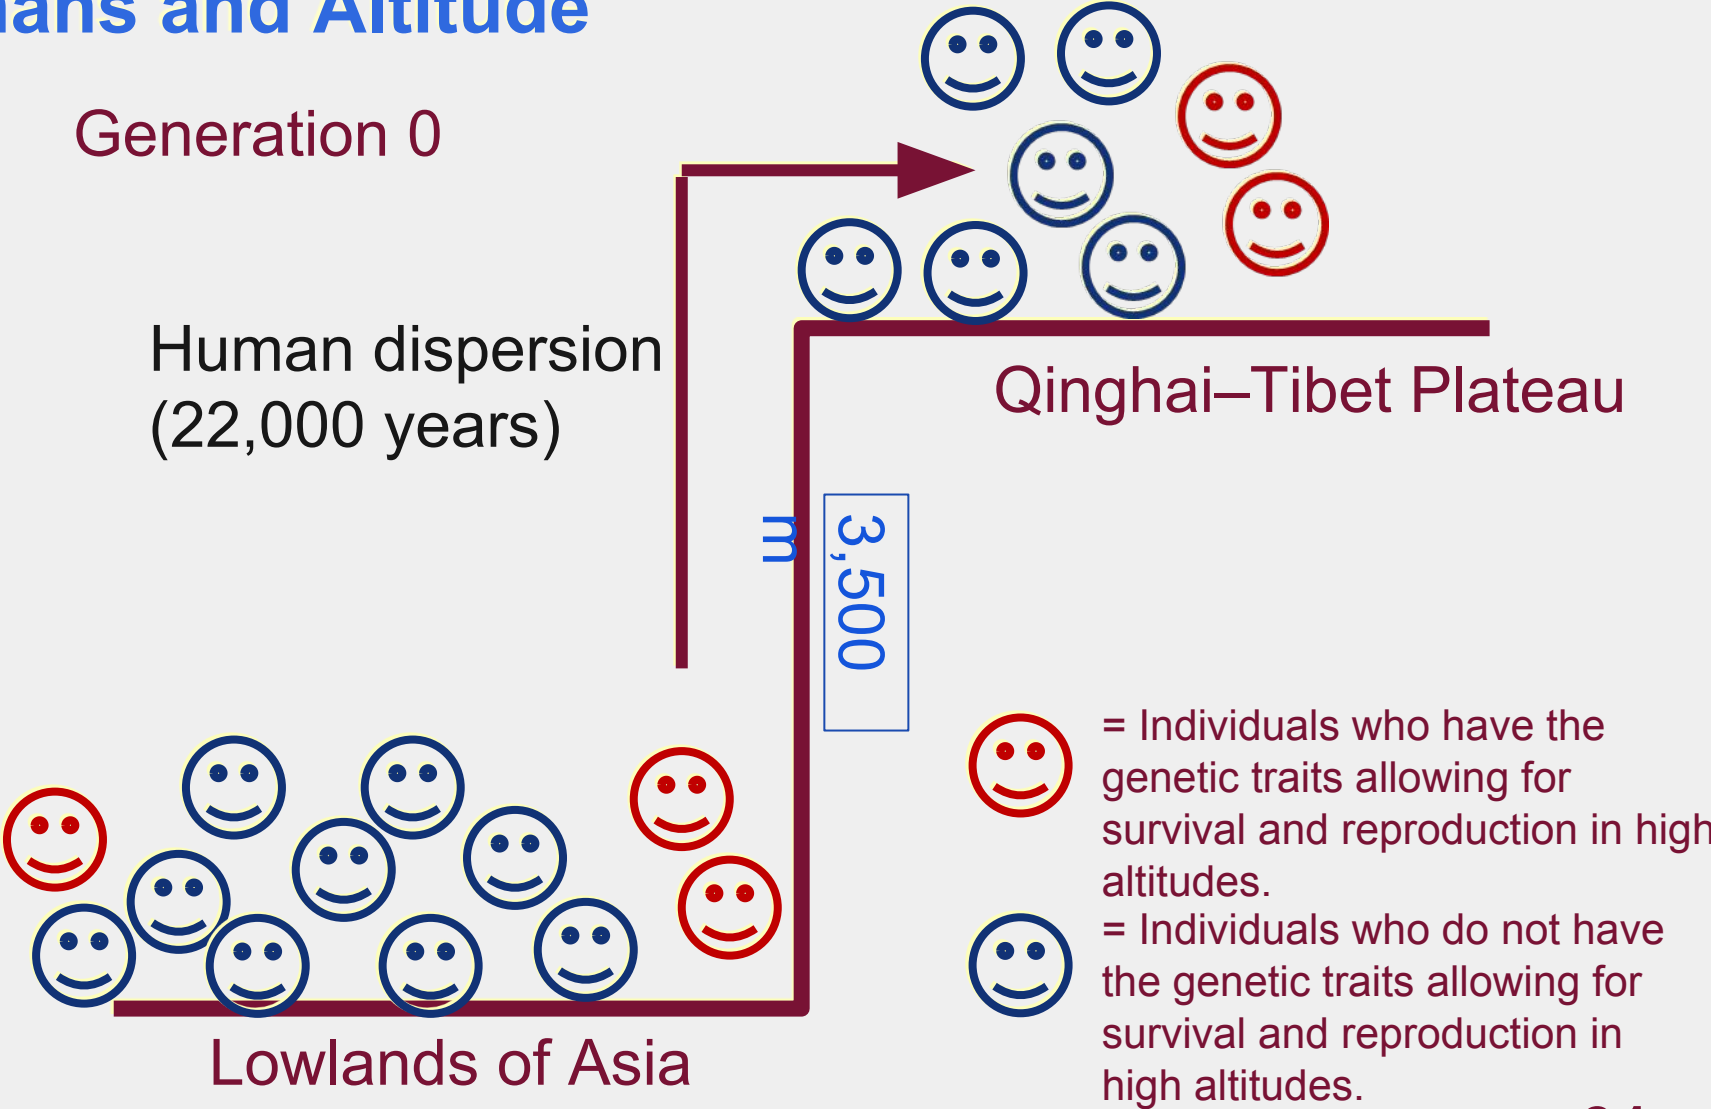 and Altitude
Generation 0
Human dispersion
(22,000 years)
Qinghai–Tibet Plateau
3,500
m
Lowlands of Asia
= Individuals who have the
genetic traits allowing for
survival and reproduction in high
altitudes.
= Individuals who do not have
the genetic traits allowing for
survival and reproduction in
high altitudes.